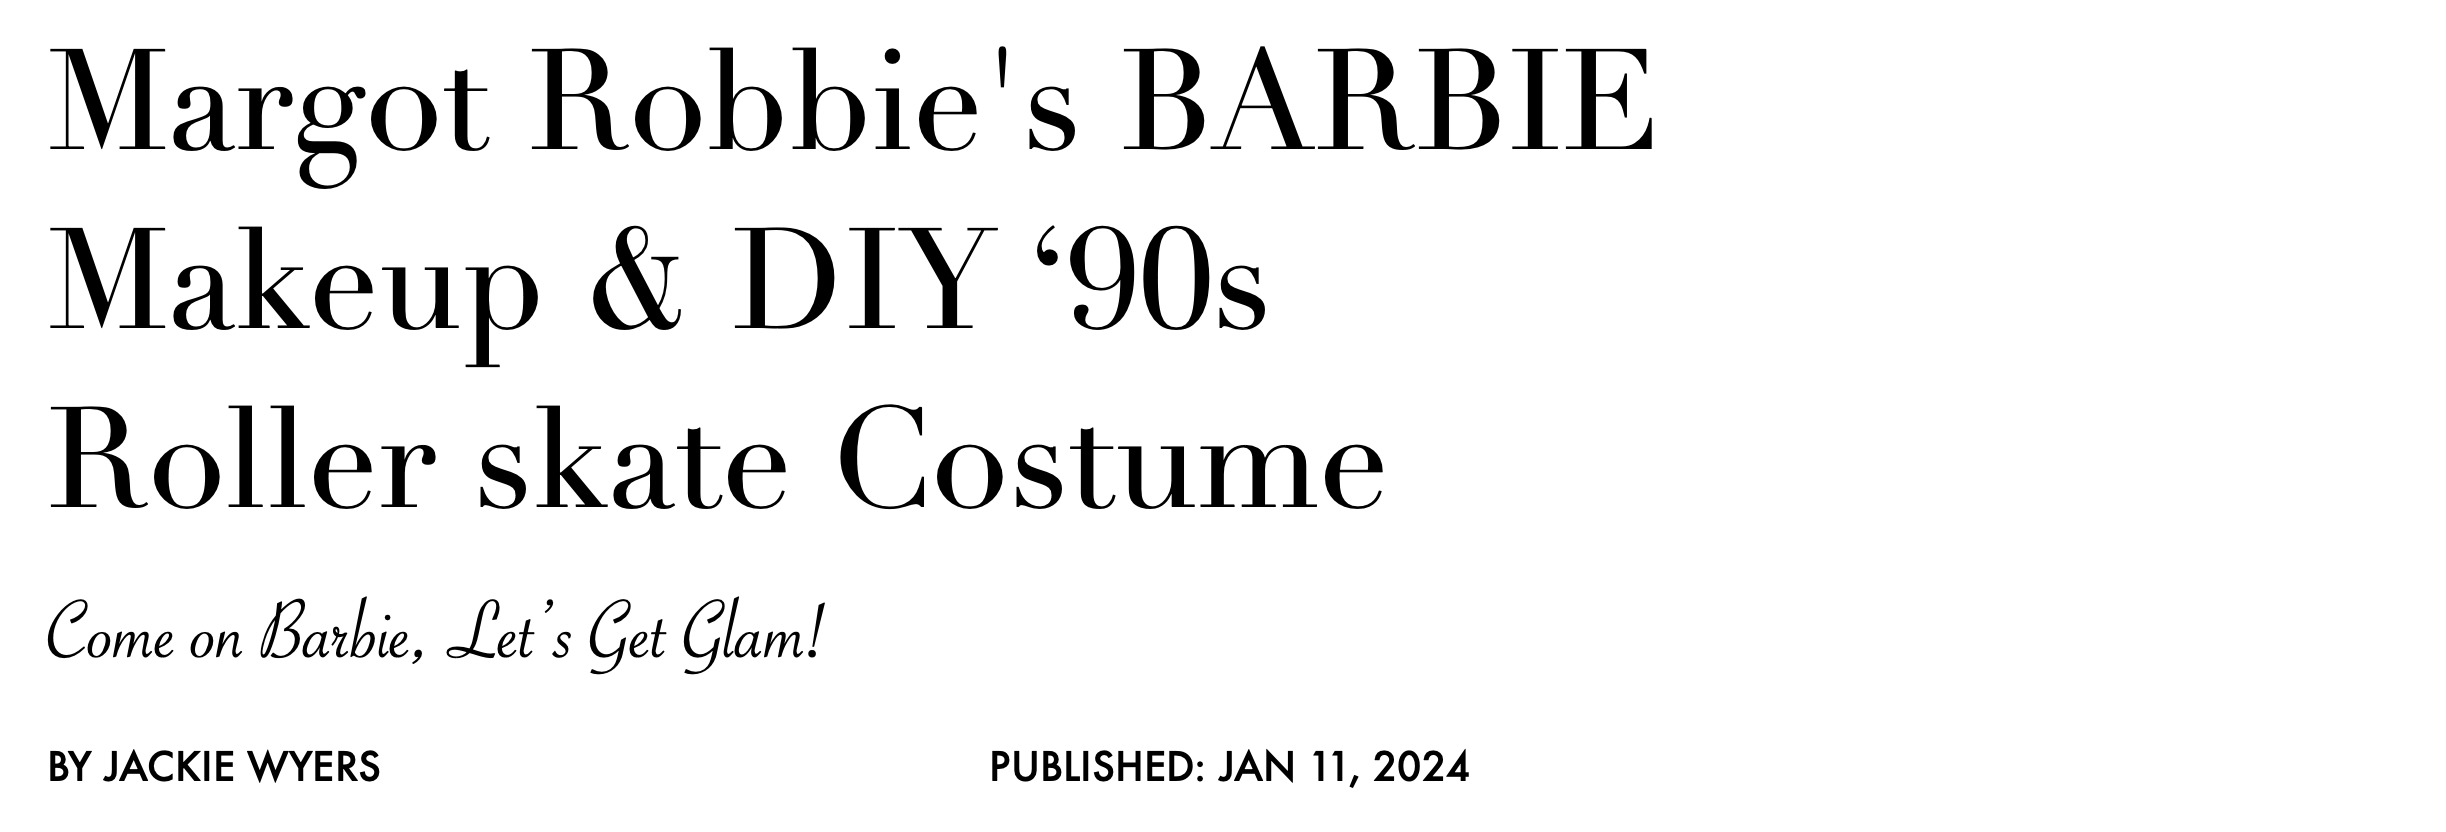 Margot Robbie's BARBIE
Makeup & DIY ‘90s
Roller skate Costume
Come on Barbie, Let’s Get Glam!
BY JACKIE WYERS
PUBLISHED: JAN 11, 2024